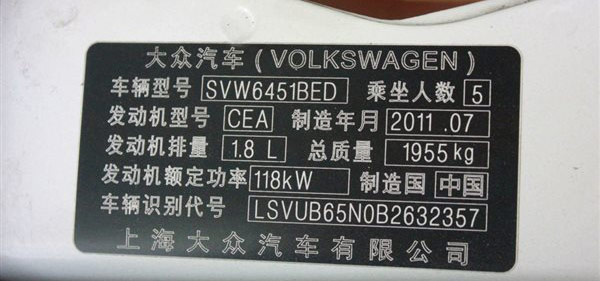 大众汽车(VOLKSWAGEN)
车辆型号 SVW6451BED 乘坐人数 5
发动机型号 CEA 制造年月 2011.07
发动机排量 1.8 L 总质量 1955kg
发动机额定功率 118kW 制造国 中国
车辆识别代号 LSVUB65N0B2632357
上海大众汽车有限公司